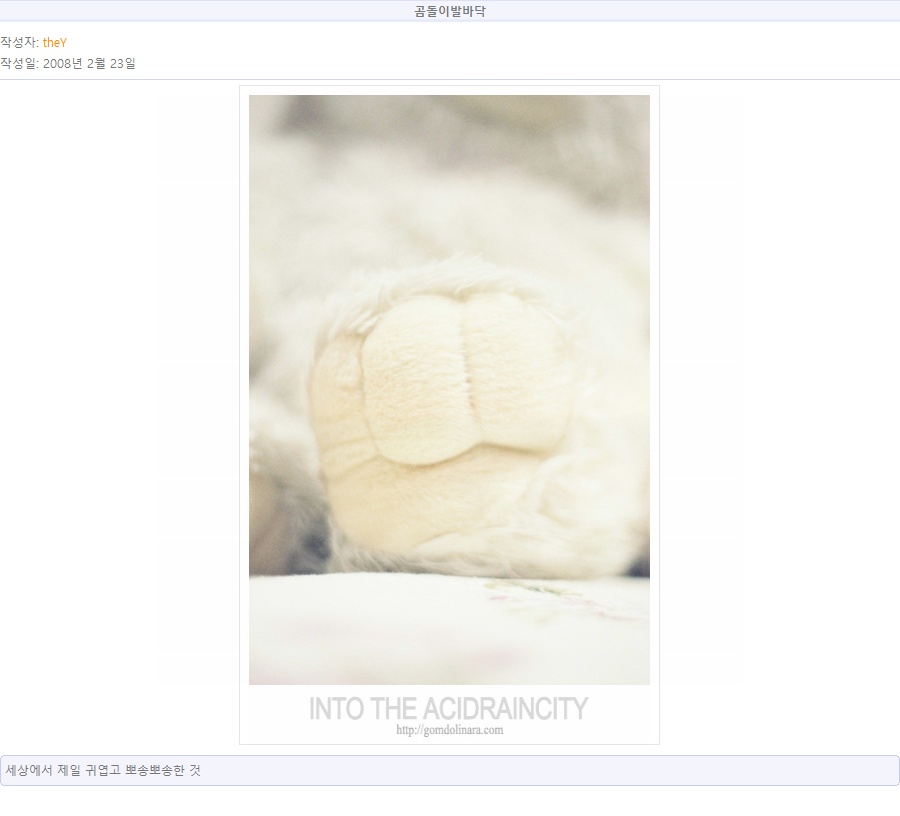 곰돌이발바닥
작성자: theY
작성일: 2008년 2월 23일
INTO THE ACIDRAINCITY
http://gomdolinara.com
세상에서 제일 귀엽고 뽀송뽀송한 것